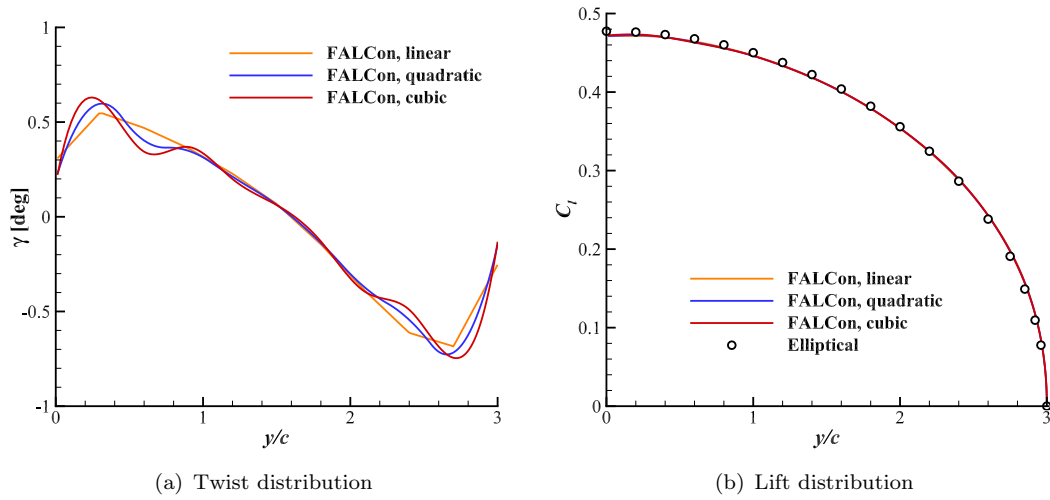 1
0.5
0
-0.5
-1
γ [deg]
FALCon, linear
FALCon, quadratic
FALCon, cubic
0 1 2 3
y/c
(a) Twist distribution
0.5
0.4
0.3
0.2
0.1
0
C_l
FALCon, linear
FALCon, quadratic
FALCon, cubic
Elliptical
0 1 2 3
y/c
(b) Lift distribution